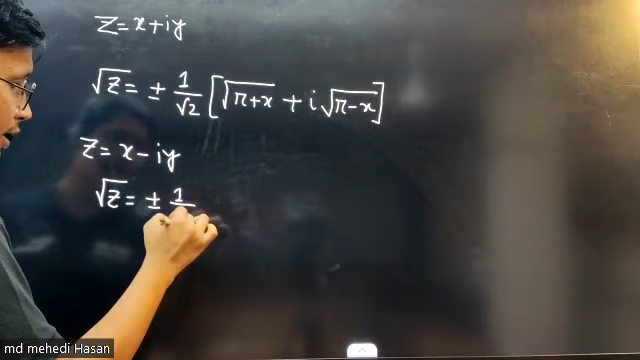 z = x + iy
√z = ± 1/√2 [√r+x + i √r-x]
z = x - iy
√z = ± 1
md mehedi Hasan